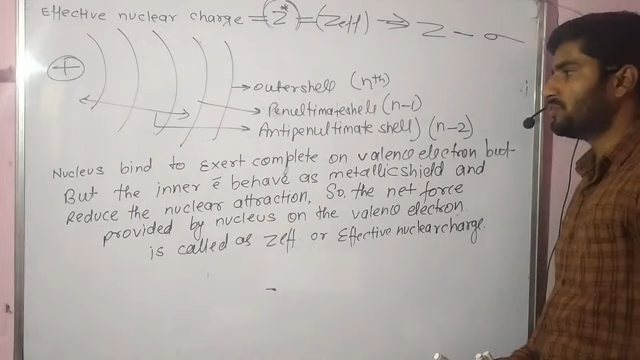 Effective nuclear charge = Z* = (Zeff) ⇒ Z - σ
+
→ outershell (nth)
→ Penultimateshell (n-1)
→ Antipenultimate shell) (n-2)
Nucleus bind to exert complete on valence electron but-
But the inner ē behave as metallicshield and
Reduce the nuclear attraction. So. the net force
provided by nucleus on the valence electron.
is called as Zeff or Effective nuclearcharge.